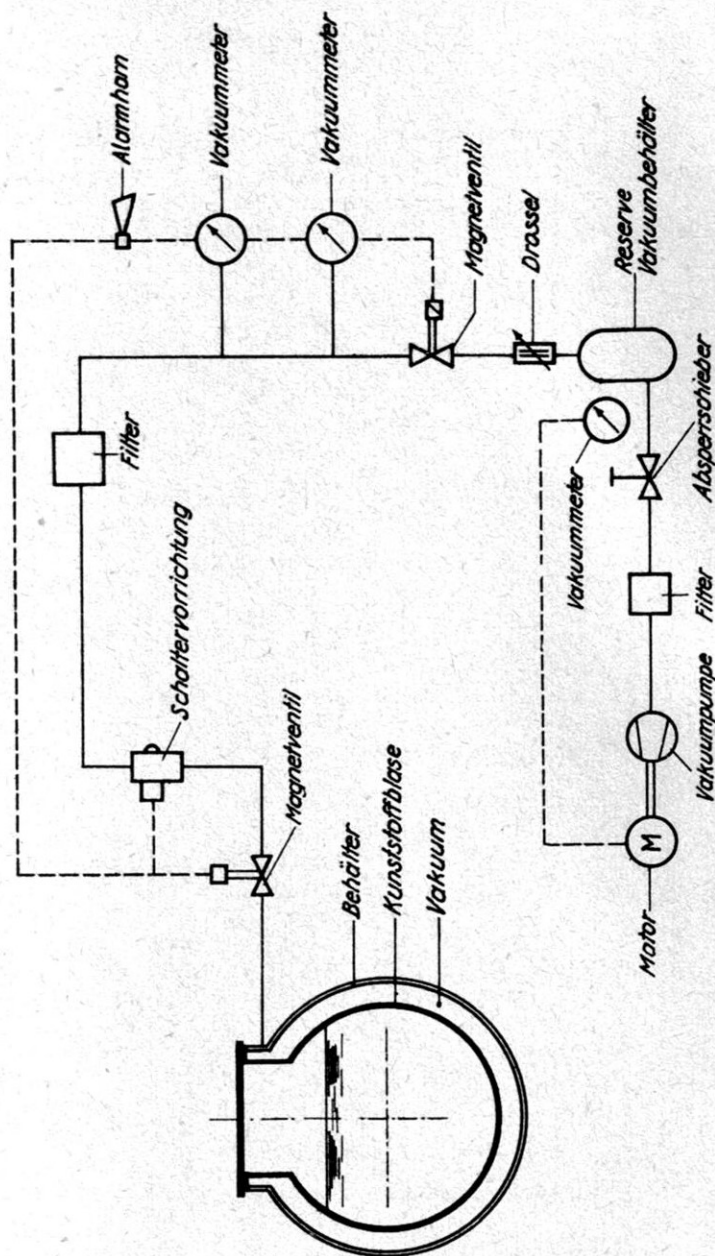 Alarmhorn
Filter
Schaltervorrichtung
Vakuummeter
Magnetventil
Vakuummeter
Behälter
Kunststoffblase
Vakuum
Magnetventil
Drossel
Vakuummeter
Reserve
Vakuumbehälter
M
Motor
Vakuumpumpe
Filter
Absperrschieber